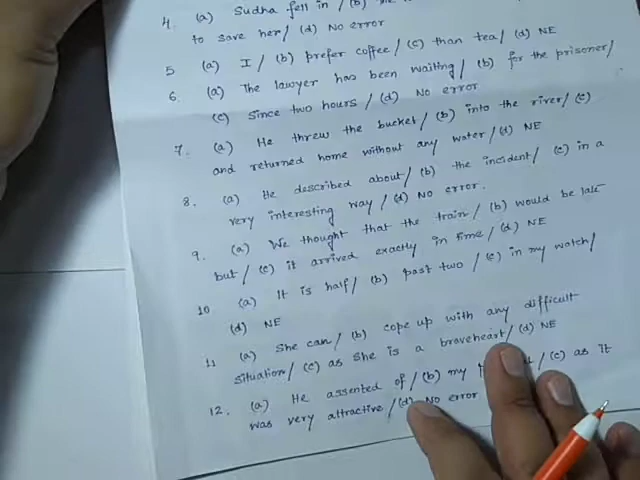 4. (a) Sudha fell in / (b)
to save her/ (d) No error
5 (a) I / (b) prefer coffee / (c) than tea / (d) NE
6. (a) The lawyer has been waiting / (b) for the prisoner/
(c) Since two hours / (d) No error
7. (a) He threw the bucket / (b) into the river/ (c)
and returned home without any water / (d) NE
8. (a) He described about / (b) the incident / (c) in a
very interesting way / (d) No error.
9. (a) We thought that the train / (b) would be late
but / (c) it arrived exactly in time / (d) NE
10 (a) It is half / (b) past two / (c) in my watch/
(d) NE
11 (a) She can / (b) cope up with any difficult
situation / (c) as she is a braveheart / (d) NE
12. (a) He assented of / (b) my / (c) as it
was very attractive / (d) No error